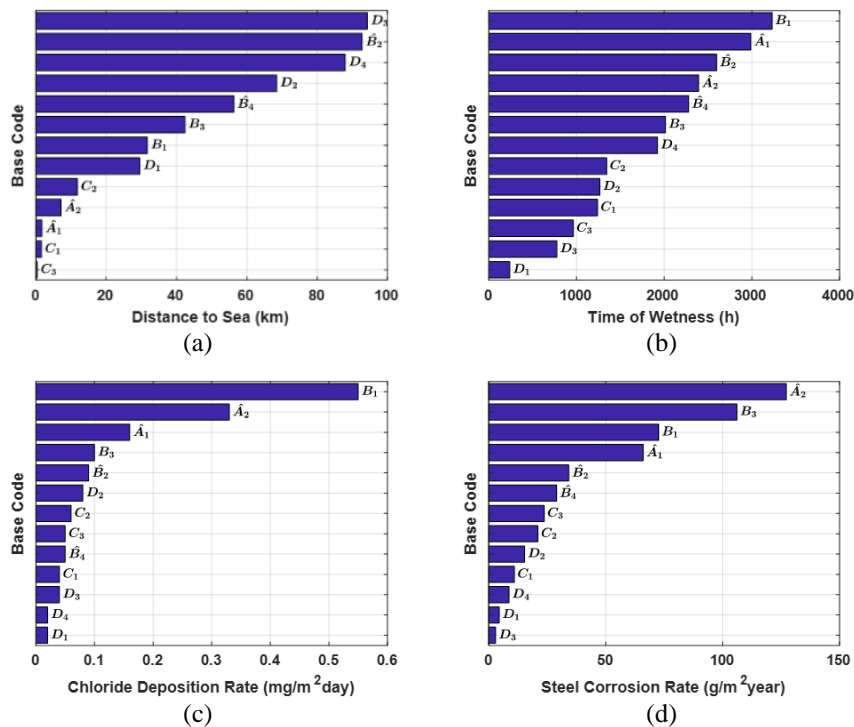 D₃
B̂₂
D₄
D₂
B̂₄
B₃
B₁
D₁
C₂
Â₂
Â₁
C₁
C₃
Base Code
0 20 40 60 80 100
Distance to Sea (km)
(a)
B₁
Â₁
B̂₂
Â₂
B̂₄
B₃
D₄
C₂
D₂
C₁
C₃
D₃
D₁
Base Code
0 1000 2000 3000 4000
Time of Wetness (h)
(b)
B₁
Â₂
Â₁
B₃
B̂₂
D₂
C₂
C₃
B̂₄
C₁
D₃
D₄
D₁
Base Code
0 0.1 0.2 0.3 0.4 0.5 0.6
Chloride Deposition Rate (mg/m²day)
(c)
Â₂
B₃
B₁
Â₁
B̂₂
B̂₄
C₃
C₂
D₂
C₁
D₄
D₁
D₃
Base Code
0 50 100 150
Steel Corrosion Rate (g/m²year)
(d)